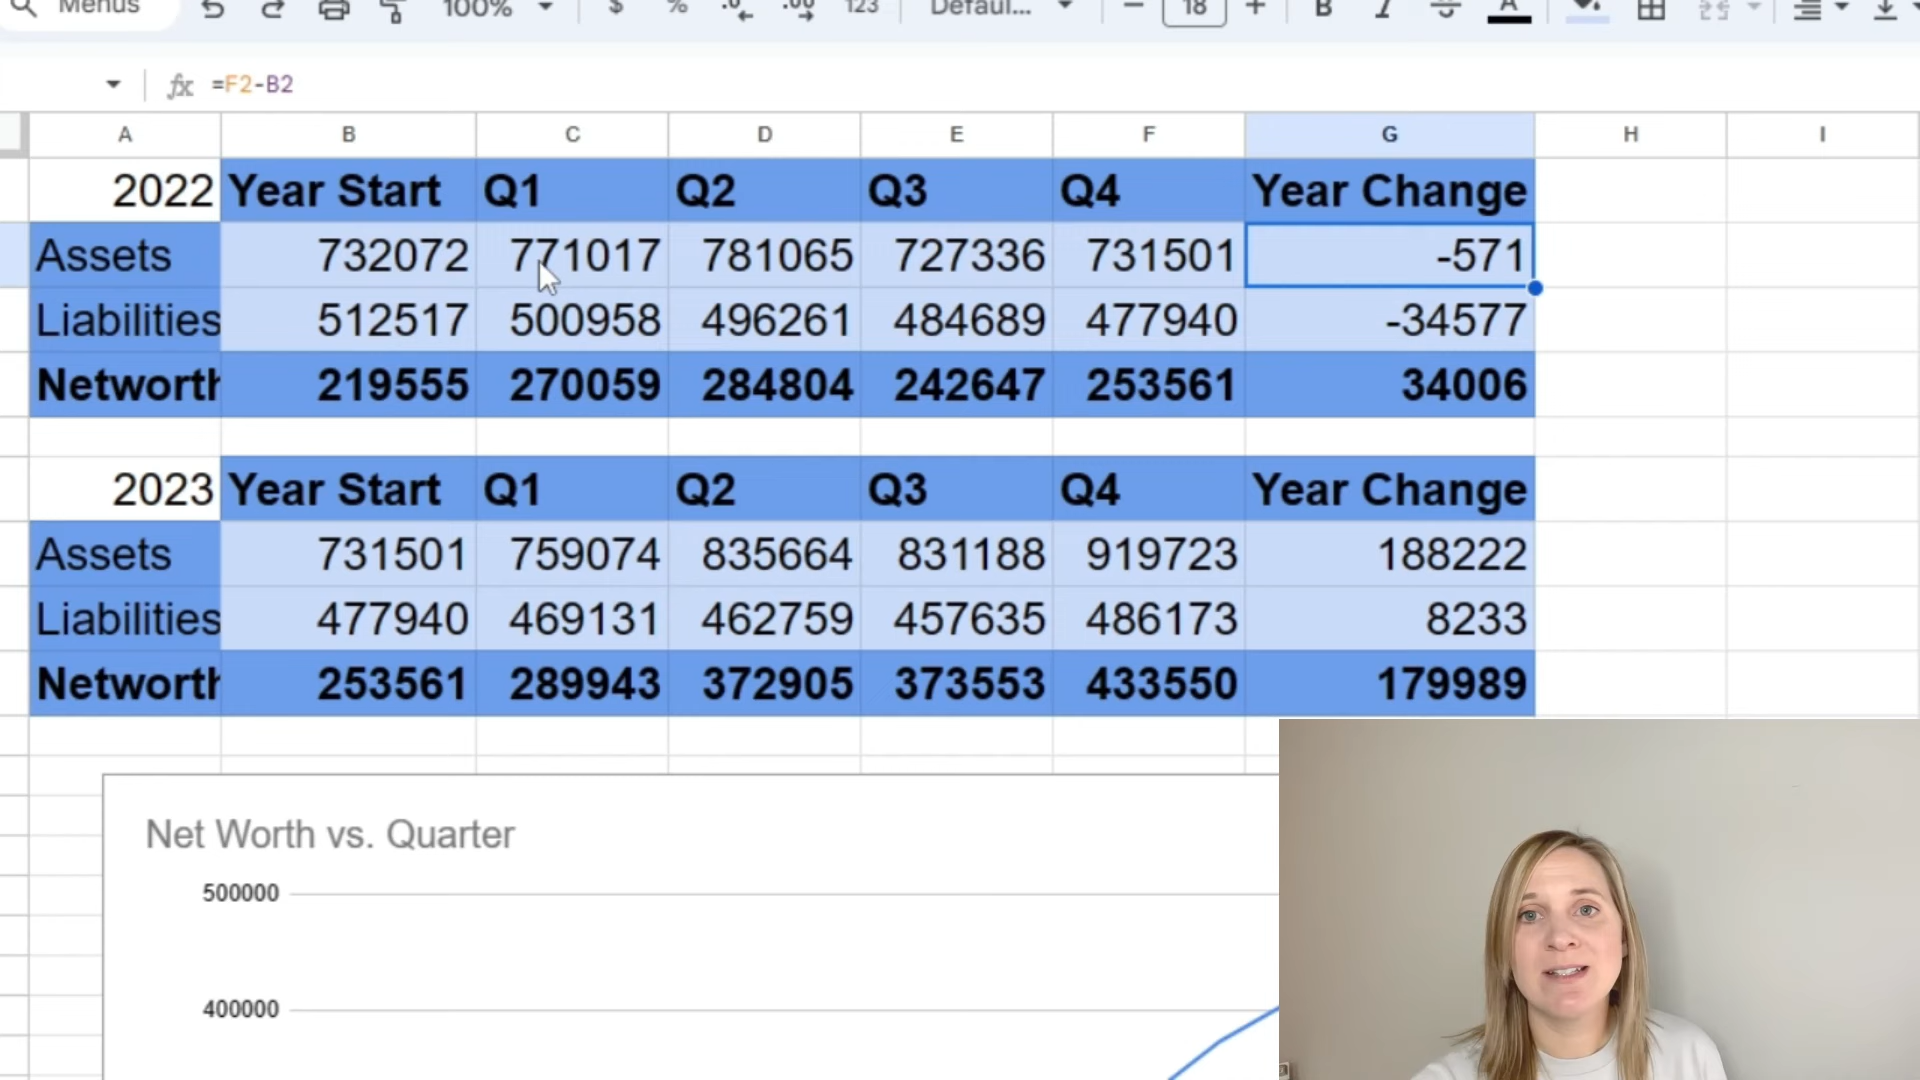 Menus 100% $ % .0 .00 123 Defaul... 18 B I A
fx =F2-B2
A B C D E F G H I
2022 Year Start Q1 Q2 Q3 Q4 Year Change
Assets 732072 771017 781065 727336 731501 -571
Liabilities 512517 500958 496261 484689 477940 -34577
Networth 219555 270059 284804 242647 253561 34006
2023 Year Start Q1 Q2 Q3 Q4 Year Change
Assets 731501 759074 835664 831188 919723 188222
Liabilities 477940 469131 462759 457635 486173 8233
Networth 253561 289943 372905 373553 433550 179989
Net Worth vs. Quarter
500000
400000